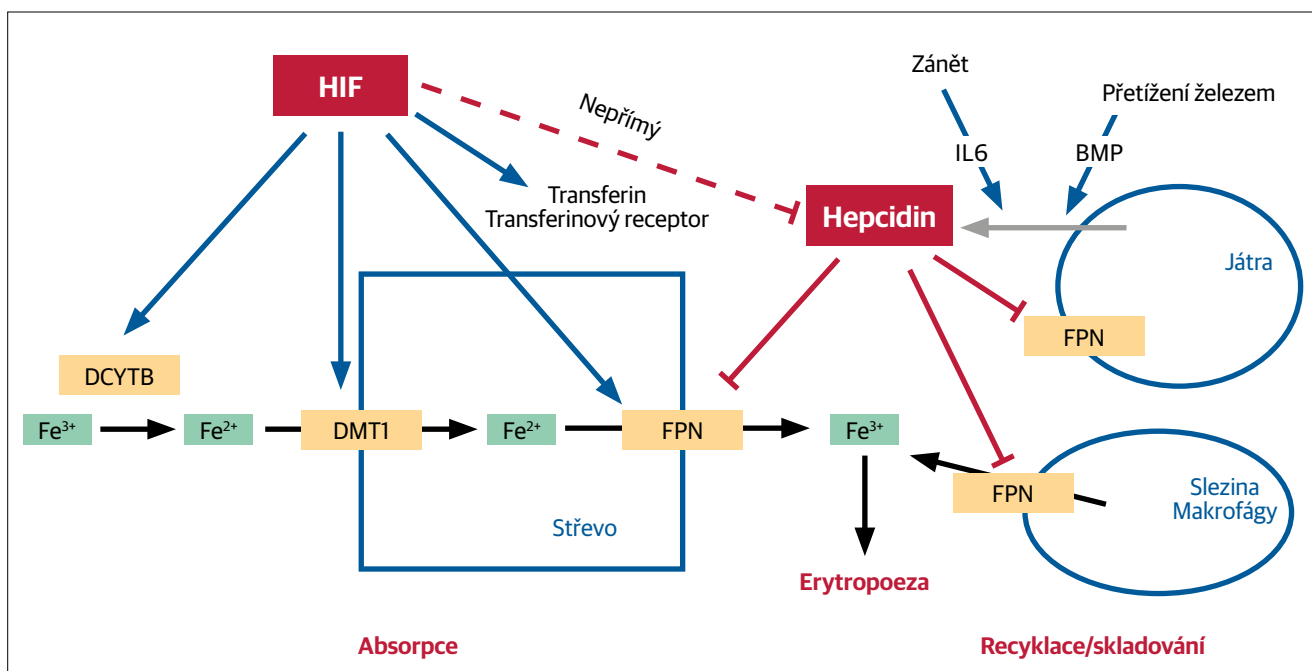 HIF
Nepřímý
Zánět
Přetížení železem
IL6
BMP
Transferin
Transferinový receptor
Hepcidin
Játra
FPN
DCYTB
Fe³⁺
Fe²⁺
DMT1
Fe²⁺
FPN
Fe³⁺
FPN
Slezina
Makrofágy
Střevo
Erytropoeza
Absorpce
Recyklace/skladování